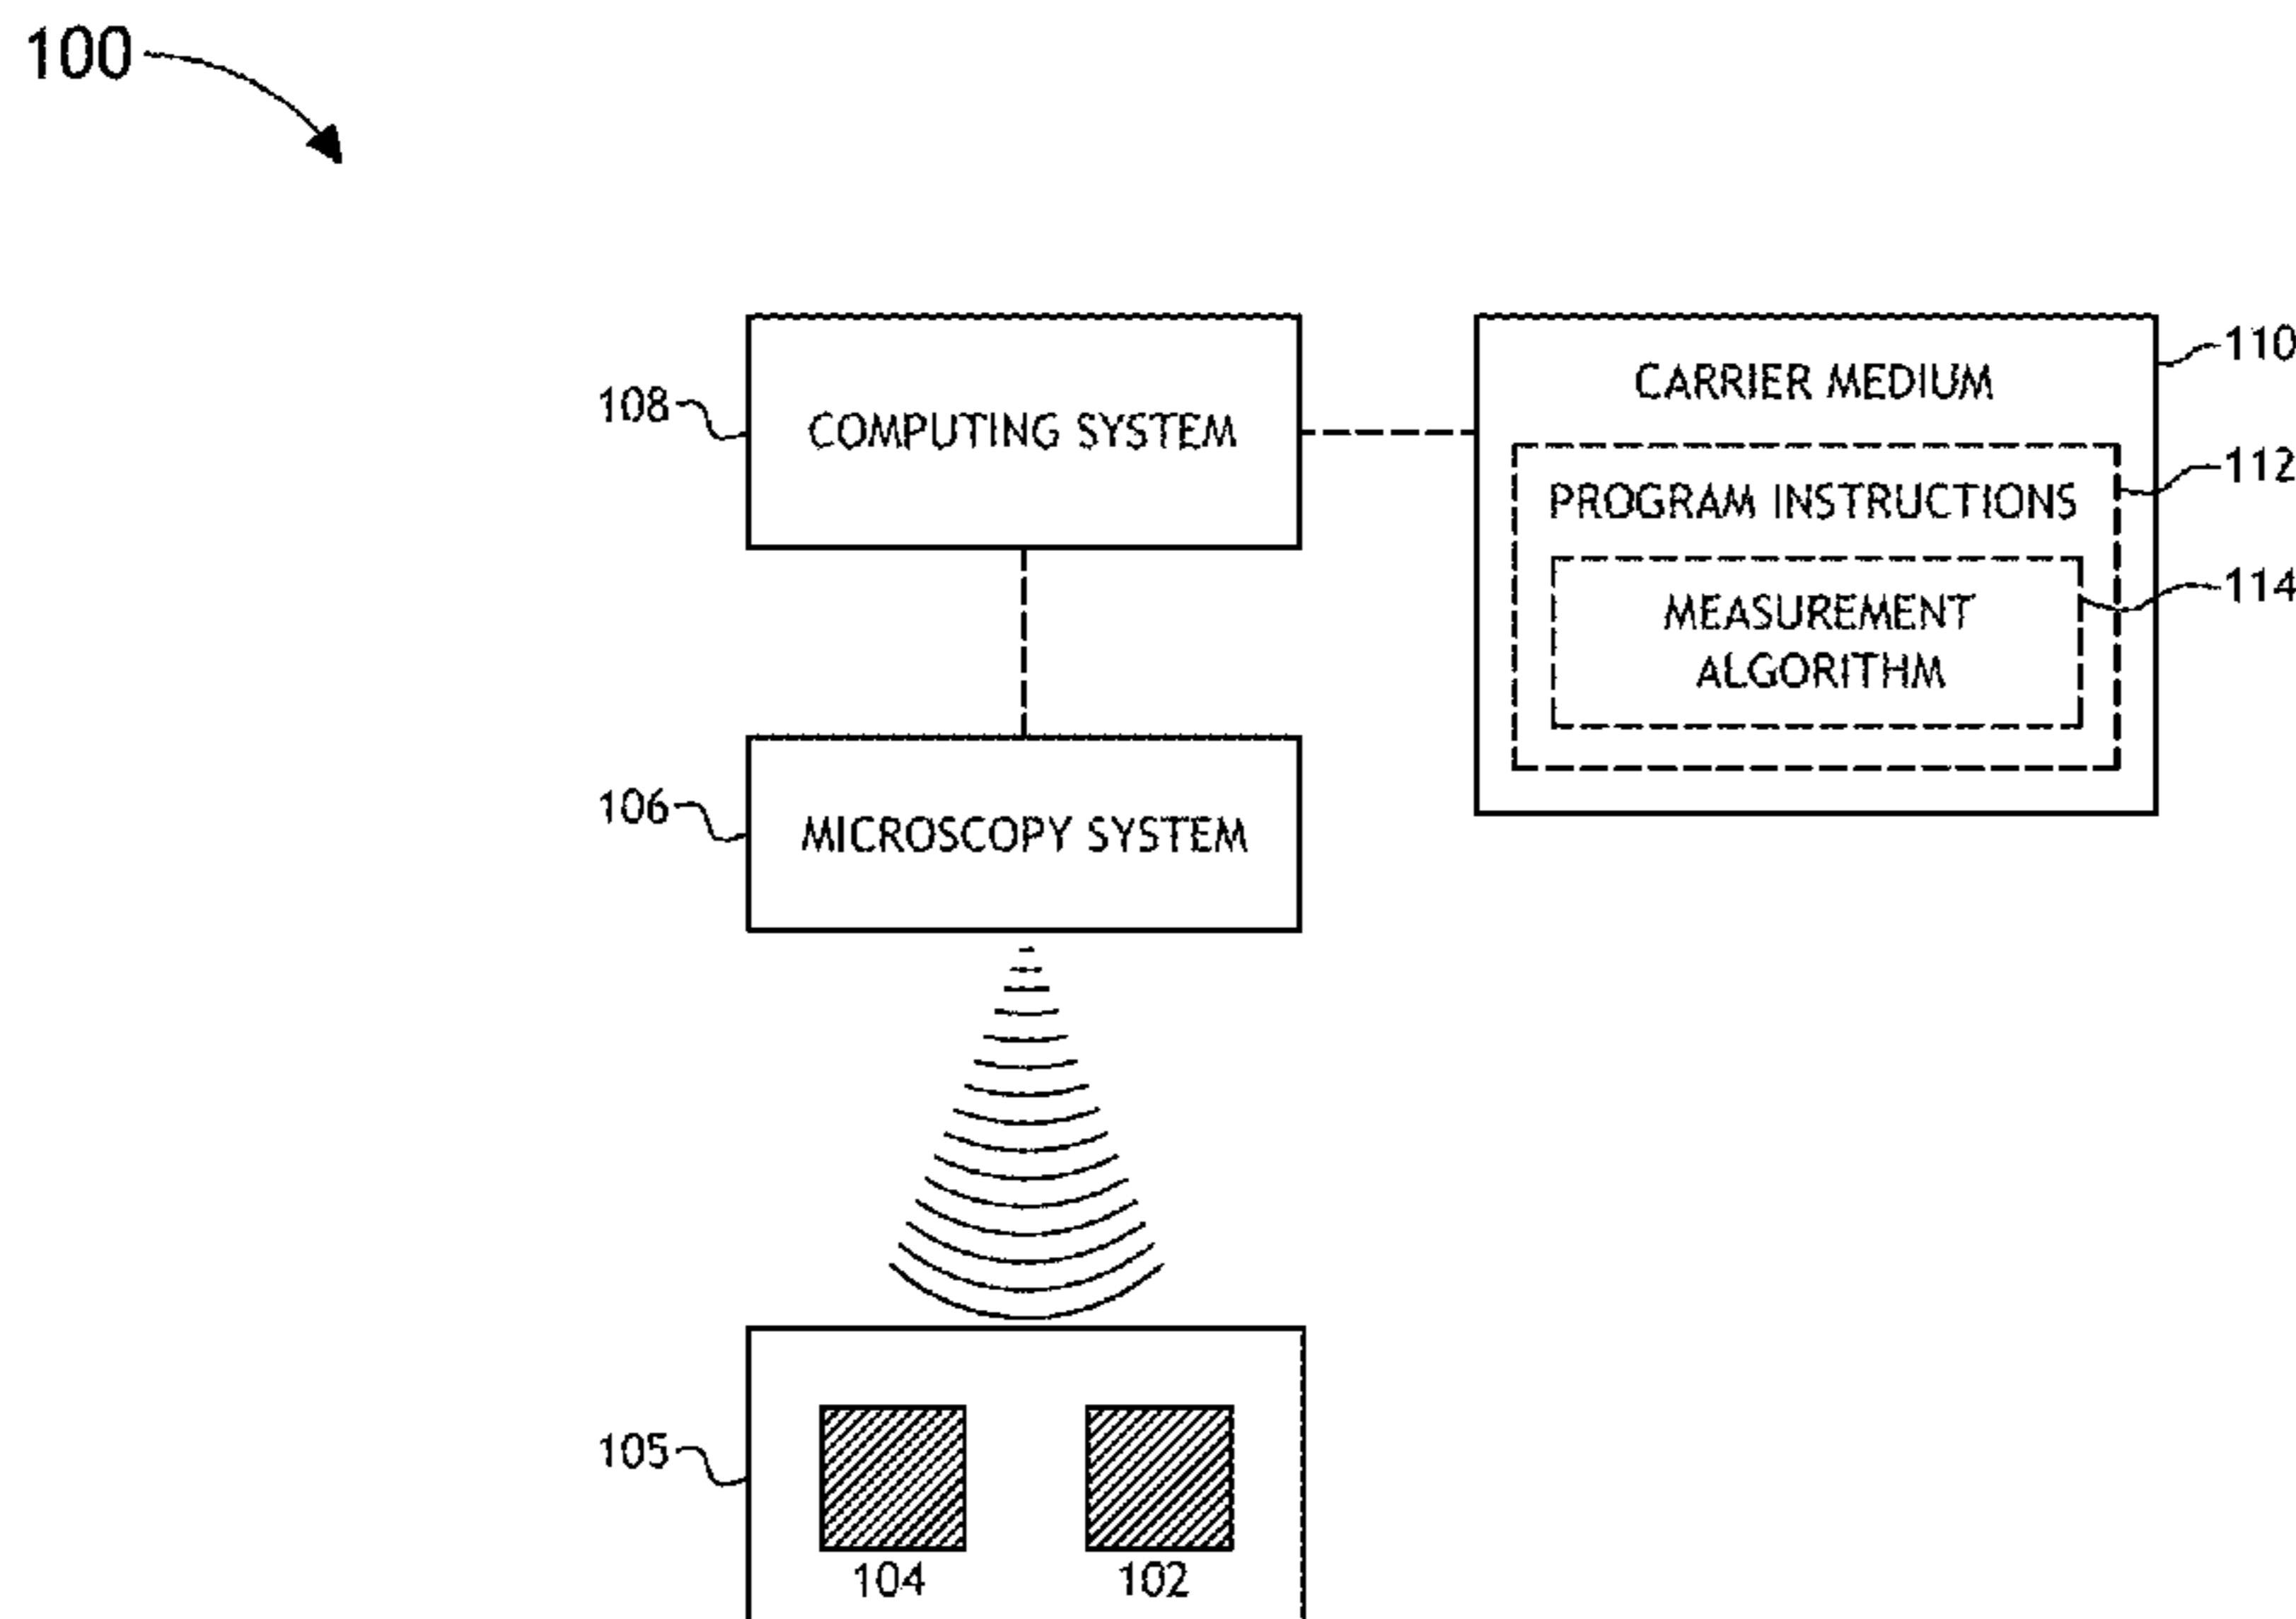 100
110
CARRIER MEDIUM
108
COMPUTING SYSTEM
112
PROGRAM INSTRUCTIONS
114
MEASUREMENT
ALGORITHM
106
MICROSCOPY SYSTEM
105
104
102